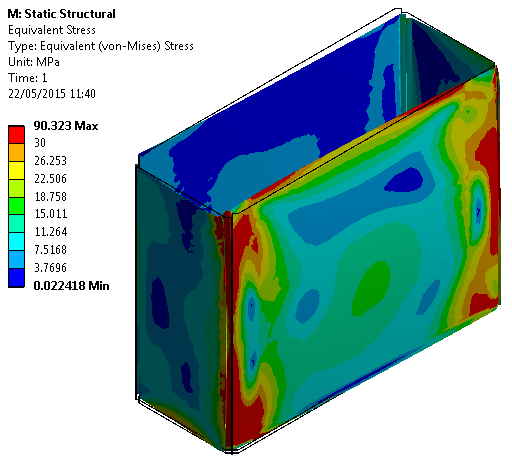 M: Static Structural
Equivalent Stress
Type: Equivalent (von-Mises) Stress
Unit: MPa
Time: 1
22/05/2015 11:40
90.323 Max
30
26.253
22.506
18.758
15.011
11.264
7.5168
3.7696
0.022418 Min